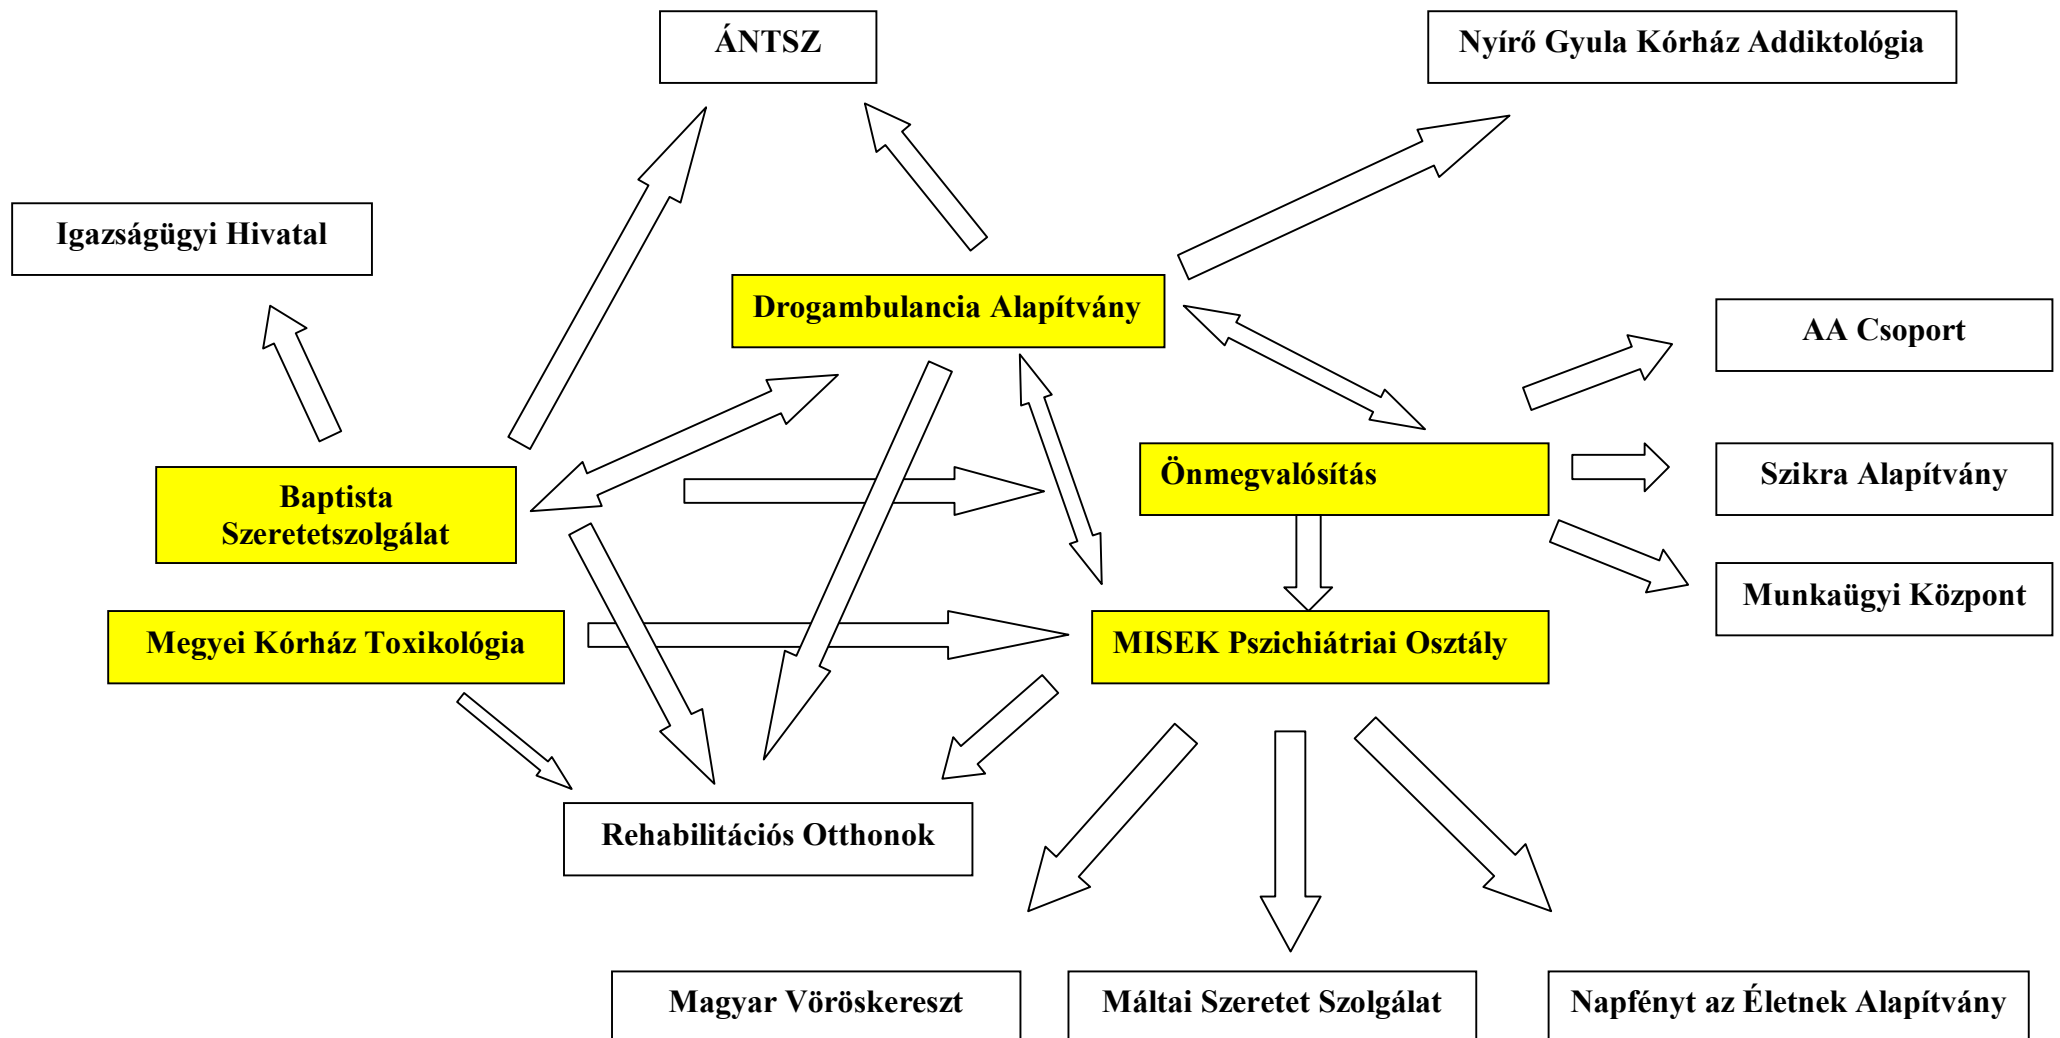 ÁNTSZ
Nyírő Gyula Kórház Addiktológia
Igazságügyi Hivatal
Drogambulancia Alapítvány
AA Csoport
Önmegvalósítás
Szikra Alapítvány
Baptista
Szeretetszolgálat
Munkaügyi Központ
Megyei Kórház Toxikológia
MISEK Pszichiátriai Osztály
Rehabilitációs Otthonok
Magyar Vöröskereszt
Máltai Szeretet Szolgálat
Napfényt az Életnek Alapítvány